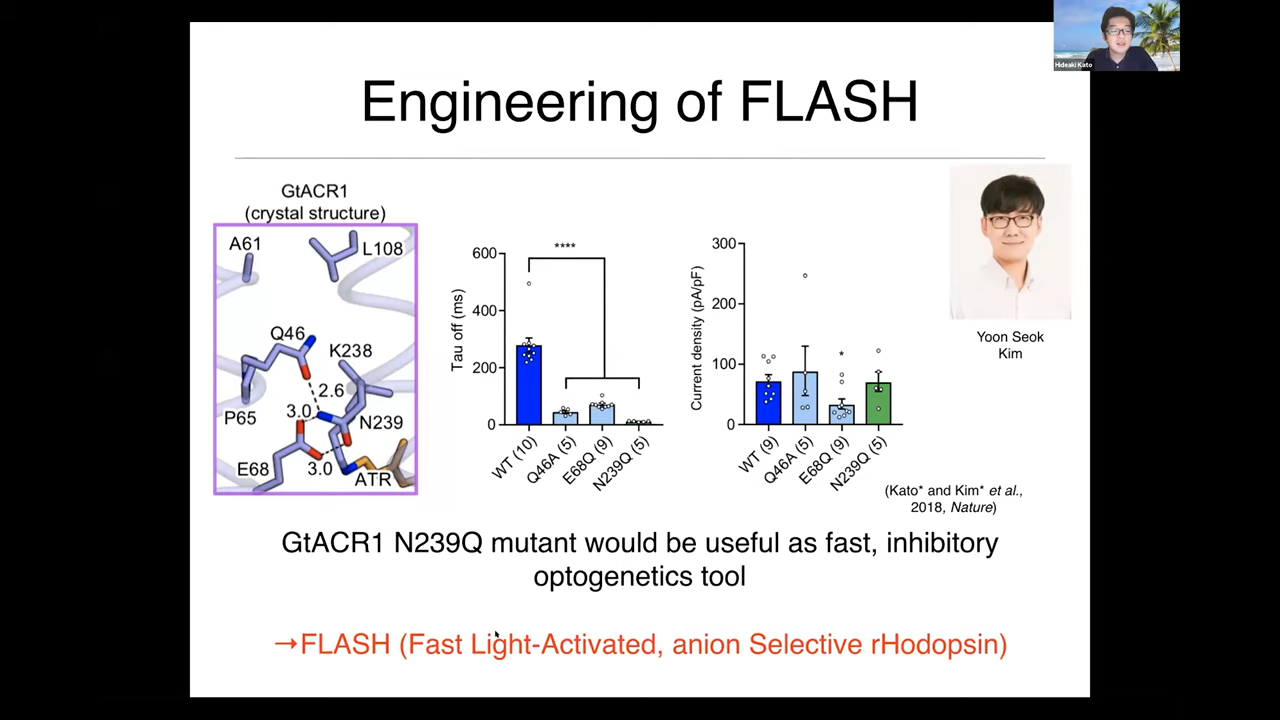 Hideaki Kato
Engineering of FLASH
GtACR1
(crystal structure)
A61
L108
Q46
K238
2.6
3.0
P65
N239
E68
3.0
ATR
Tau off (ms)
600
400
200
0
****
WT (10)
Q46A (5)
E68Q (9)
N239Q (5)
Current density (pA/pF)
300
200
100
0
*
WT (9)
Q46A (5)
E68Q (9)
N239Q (5)
Yoon Seok
Kim
(Kato* and Kim* et al.,
2018, Nature)
GtACR1 N239Q mutant would be useful as fast, inhibitory
optogenetics tool
→FLASH (Fast Light-Activated, anion Selective rHodopsin)